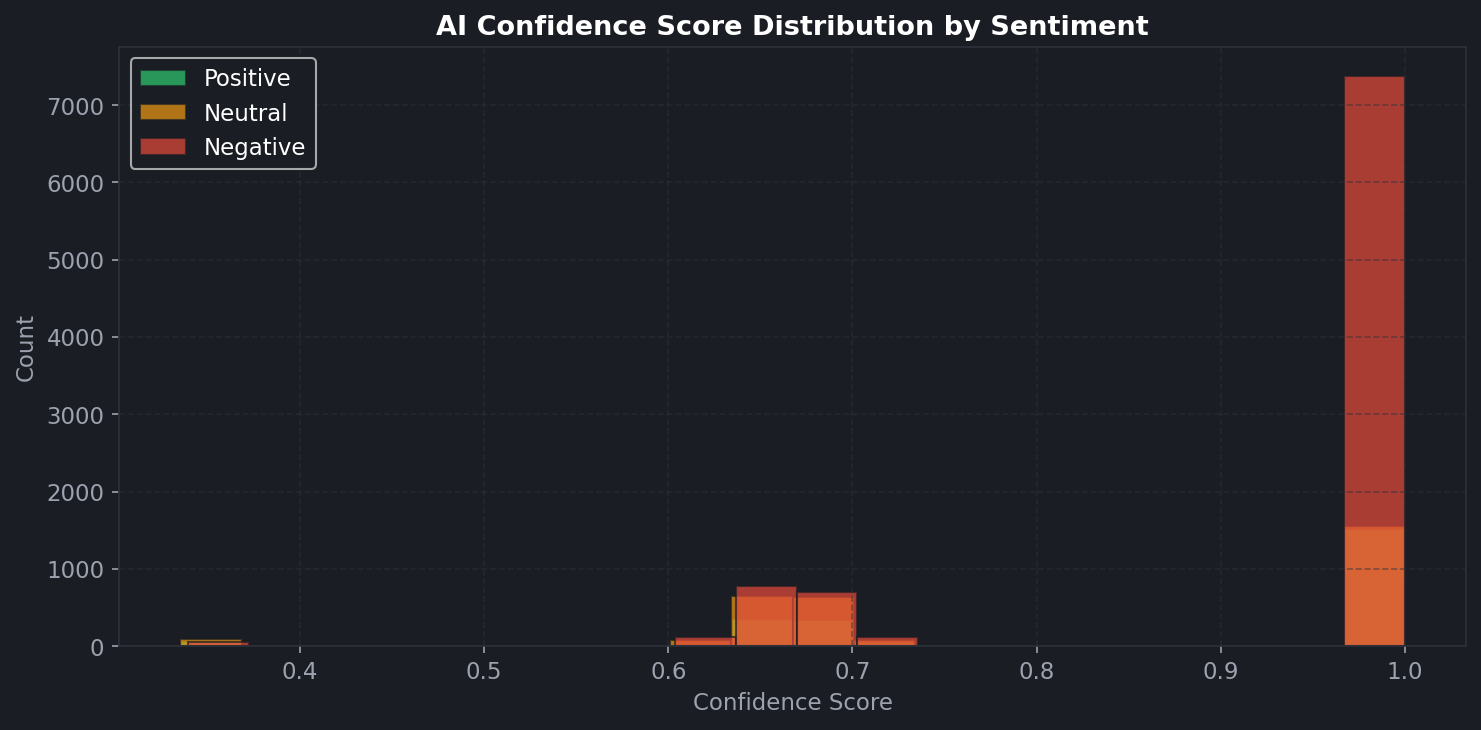 AI Confidence Score Distribution by Sentiment
Positive
Neutral
Negative
7000
6000
5000
4000
3000
2000
1000
0
Count
0.4 0.5 0.6 0.7 0.8 0.9 1.0
Confidence Score